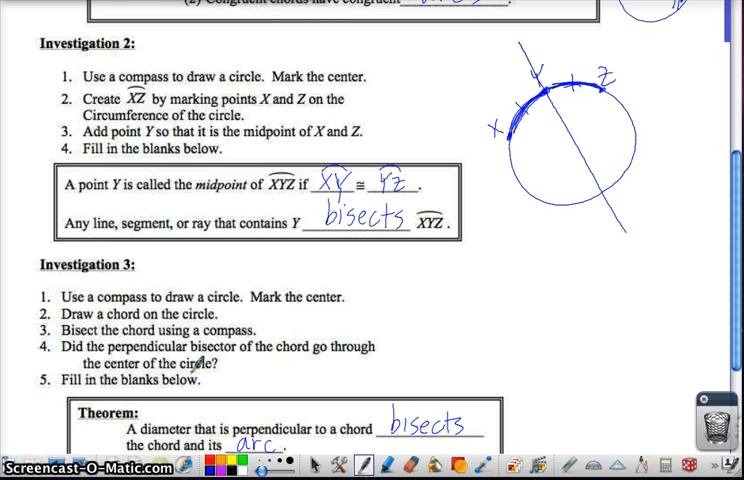 (2) Congruent chords have congruent
Investigation 2:
1. Use a compass to draw a circle. Mark the center.
2. Create XZ by marking points X and Z on the
Circumference of the circle.
3. Add point Y so that it is the midpoint of X and Z.
4. Fill in the blanks below.
A point Y is called the midpoint of XYZ if XY ≅ YZ.
Any line, segment, or ray that contains Y bisects XYZ.
X
Y
Z
Investigation 3:
1. Use a compass to draw a circle. Mark the center.
2. Draw a chord on the circle.
3. Bisect the chord using a compass.
4. Did the perpendicular bisector of the chord go through
the center of the circle?
5. Fill in the blanks below.
Theorem:
A diameter that is perpendicular to a chord bisects
the chord and its arc.
Screencast-O-Matic.com